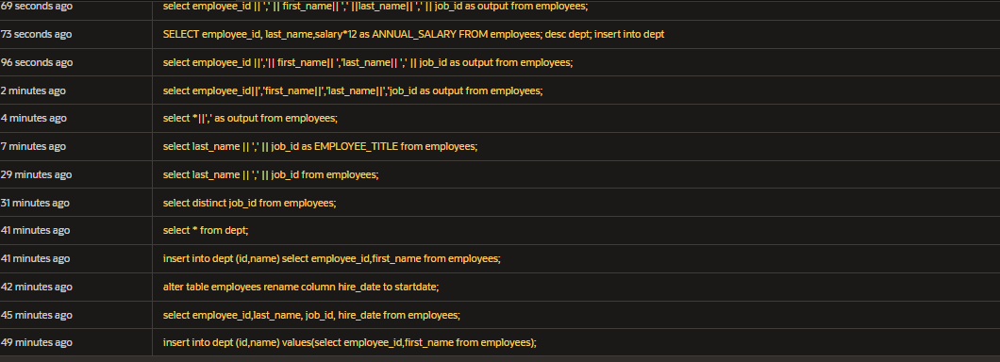 69 seconds ago select employee_id || ',' || first_name|| ',' ||last_name|| ',' || job_id as output from employees;
73 seconds ago SELECT employee_id, last_name,salary*12 as ANNUAL_SALARY FROM employees; desc dept; insert into dept
96 seconds ago select employee_id ||','|| first_name|| ','last_name|| ',' || job_id as output from employees;
2 minutes ago select employee_id||','first_name||','last_name||','job_id as output from employees;
4 minutes ago select *||',' as output from employees;
7 minutes ago select last_name || ',' || job_id as EMPLOYEE_TITLE from employees;
29 minutes ago select last_name || ',' || job_id from employees;
31 minutes ago select distinct job_id from employees;
41 minutes ago select * from dept;
41 minutes ago insert into dept (id,name) select employee_id,first_name from employees;
42 minutes ago alter table employees rename column hire_date to startdate;
45 minutes ago select employee_id,last_name, job_id, hire_date from employees;
49 minutes ago insert into dept (id,name) values(select employee_id,first_name from employees);